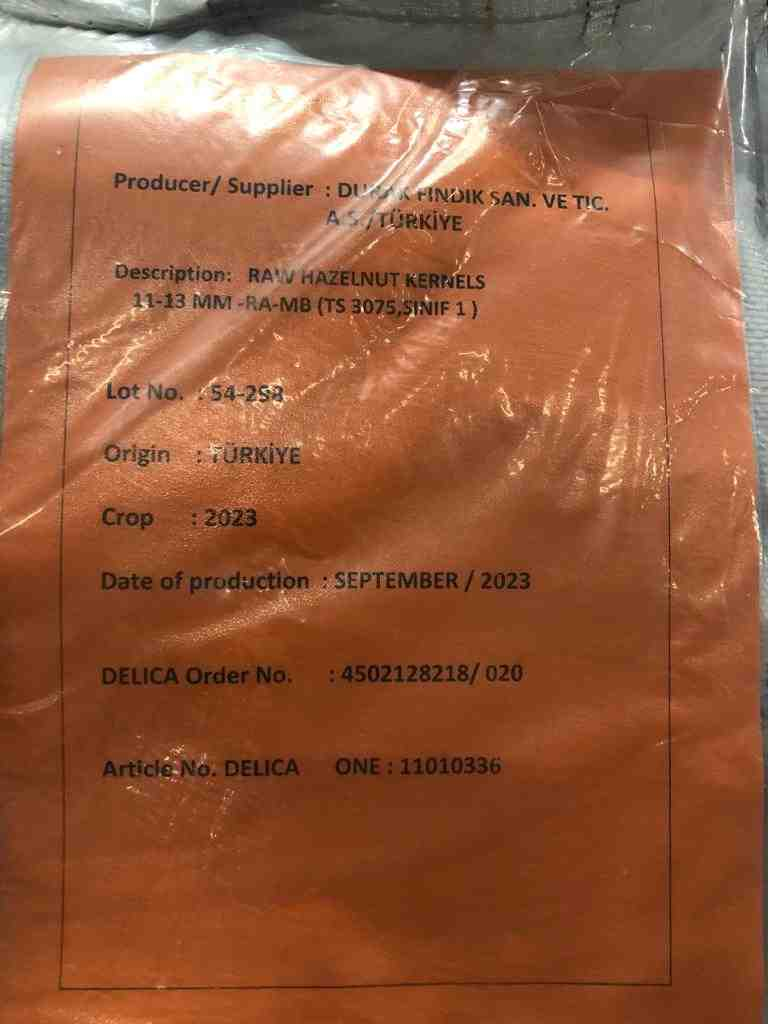 Producer/ Supplier : DURAK FINDIK SAN. VE TIC.
A.S./TÜRKİYE
Description: RAW HAZELNUT KERNELS
11-13 MM -RA-MB (TS 3075,SINIF 1 )
Lot No. : 54-298
Origin : TÜRKİYE
Crop : 2023
Date of production : SEPTEMBER / 2023
DELICA Order No. : 4502128218/ 020
Article No. DELICA ONE : 11010336